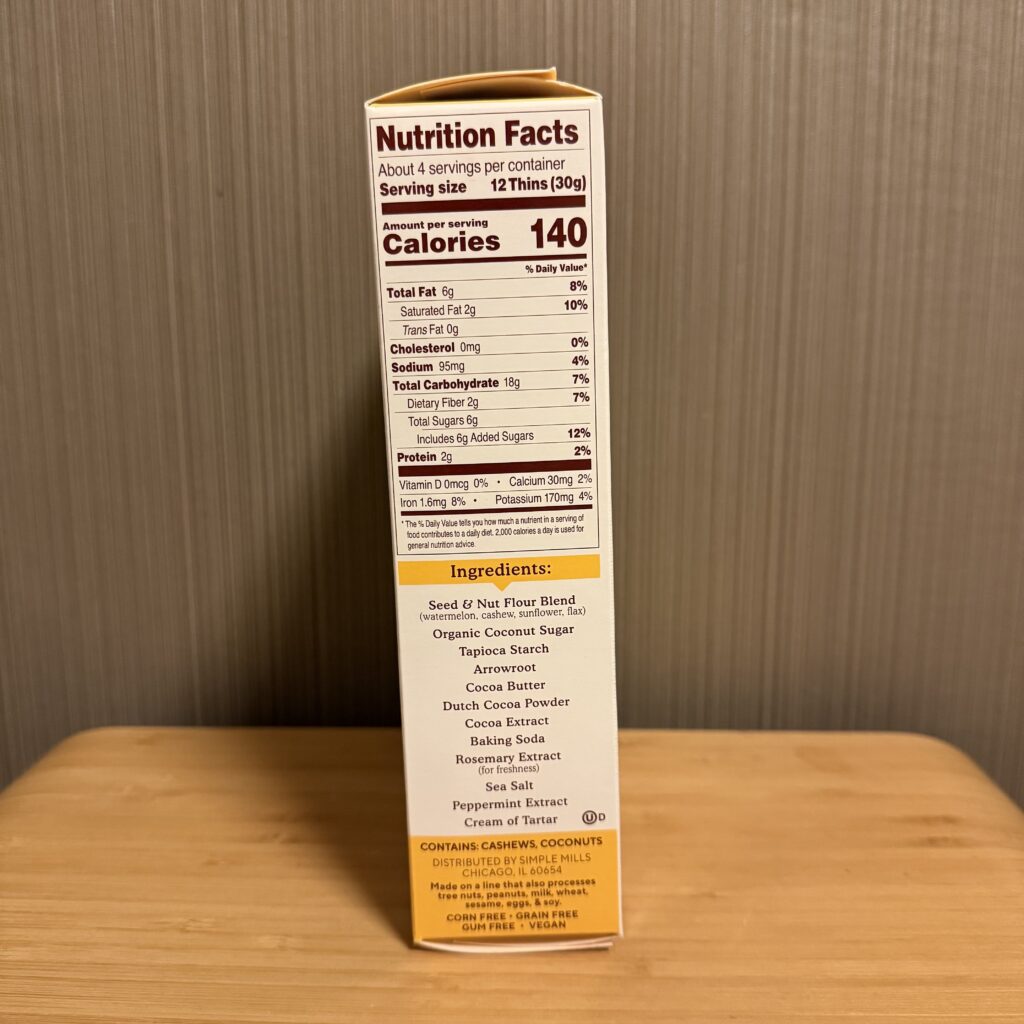 Nutrition Facts
About 4 servings per container
Serving size 12 Thins (30g)
Amount per serving
Calories 140
% Daily Value*
Total Fat 6g 8%
Saturated Fat 2g 10%
Trans Fat 0g
Cholesterol 0mg 0%
Sodium 95mg 4%
Total Carbohydrate 18g 7%
Dietary Fiber 2g 7%
Total Sugars 6g
Includes 6g Added Sugars 12%
Protein 2g 2%
Vitamin D 0mcg 0% • Calcium 30mg 2%
Iron 1.6mg 8% • Potassium 170mg 4%
* The % Daily Value tells you how much a nutrient in a serving of
food contributes to a daily diet. 2,000 calories a day is used for
general nutrition advice.
Ingredients:
Seed & Nut Flour Blend
(watermelon, cashew, sunflower, flax)
Organic Coconut Sugar
Tapioca Starch
Arrowroot
Cocoa Butter
Dutch Cocoa Powder
Cocoa Extract
Baking Soda
Rosemary Extract
(for freshness)
Sea Salt
Peppermint Extract
Cream of Tartar
U D
CONTAINS: CASHEWS, COCONUTS
DISTRIBUTED BY SIMPLE MILLS
CHICAGO, IL 60654
Made on a line that also processes
tree nuts, peanuts, milk, wheat,
sesame, eggs, & soy.
CORN FREE • GRAIN FREE
GUM FREE • VEGAN